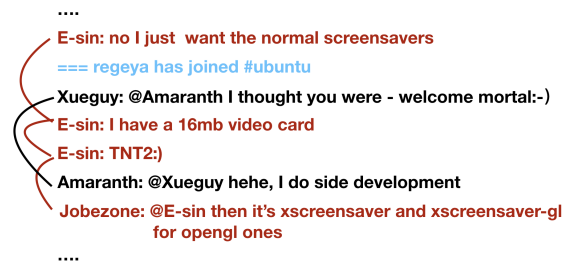 ....
E-sin: no I just want the normal screensavers
=== regeya has joined #ubuntu
Xueguy: @Amaranth I thought you were - welcome mortal:-)
E-sin: I have a 16mb video card
E-sin: TNT2:)
Amaranth: @Xueguy hehe, I do side development
Jobezone: @E-sin then it's xscreensaver and xscreensaver-gl
for opengl ones
....